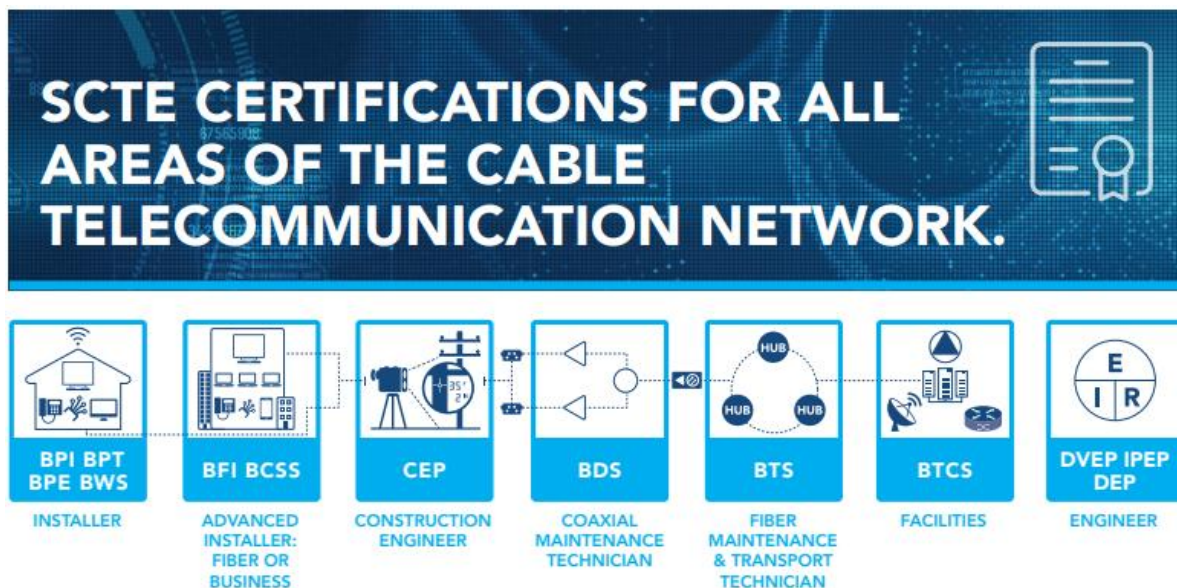 SCTE CERTIFICATIONS FOR ALL
AREAS OF THE CABLE
TELECOMMUNICATION NETWORK.
BPI BPT
BPE BWS
INSTALLER
BFI BCSS
ADVANCED
INSTALLER:
FIBER OR
BUSINESS
35'
2"
CEP
CONSTRUCTION
ENGINEER
BDS
COAXIAL
MAINTENANCE
TECHNICIAN
HUB
HUB
HUB
BTS
FIBER
MAINTENANCE
& TRANSPORT
TECHNICIAN
BTCS
FACILITIES
E
I R
DVEP IPEP
DEP
ENGINEER